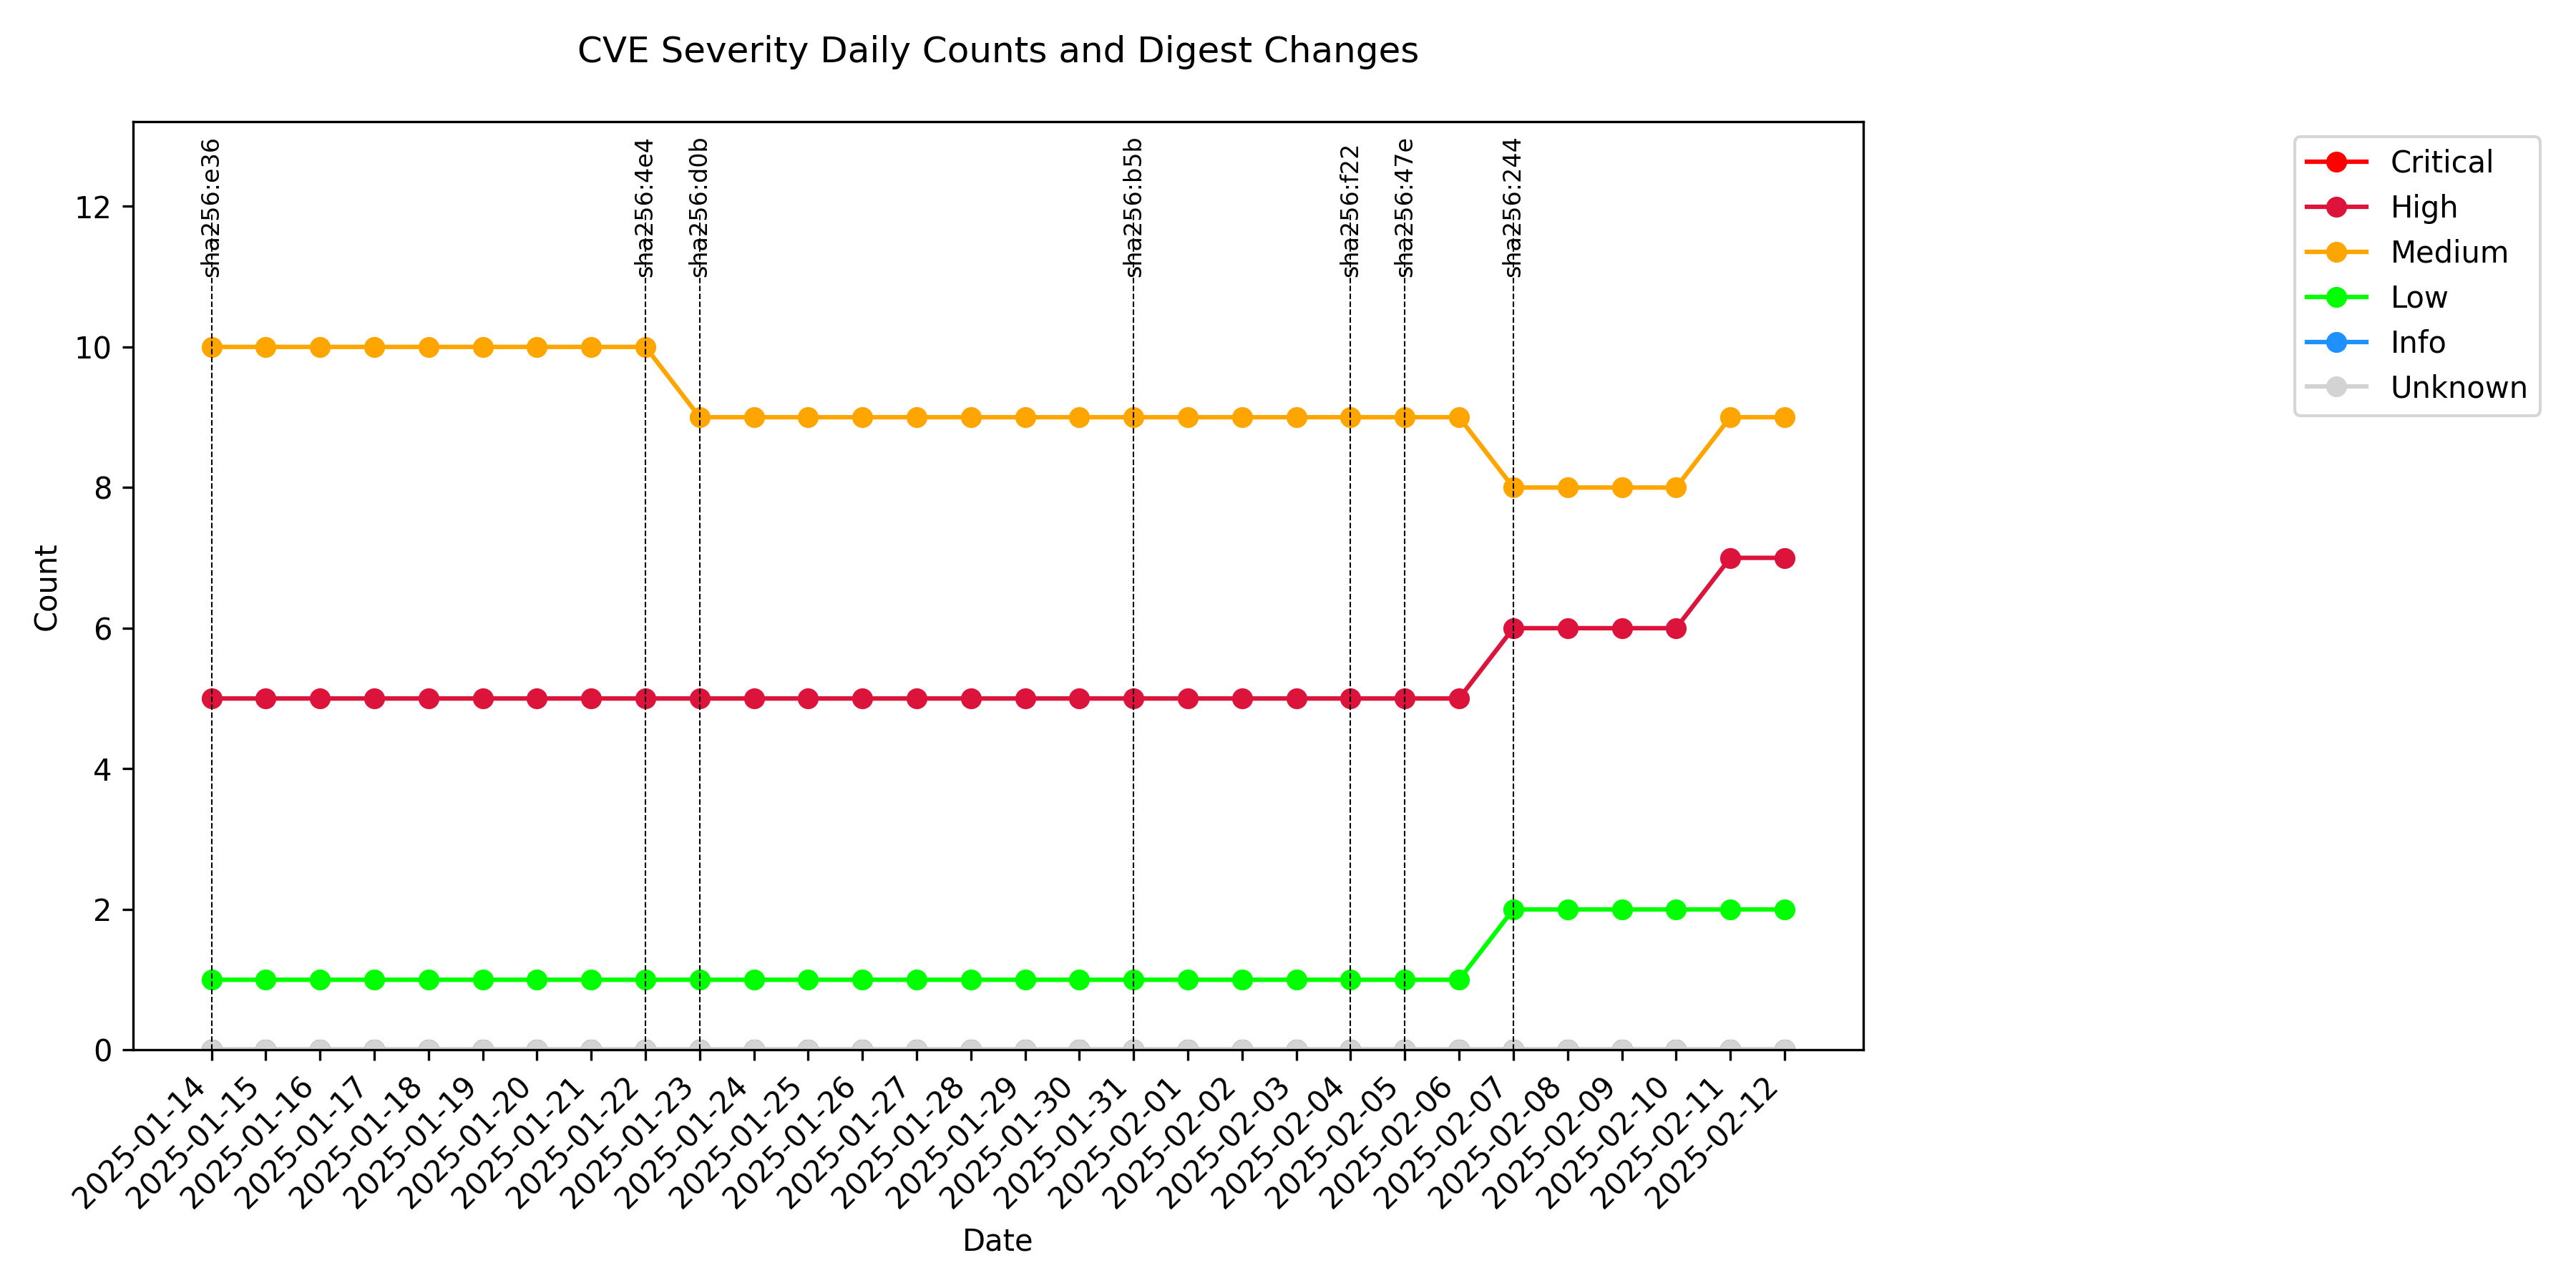 CVE Severity Daily Counts and Digest Changes
sha256:e36
sha256:4e4
sha256:d0b
sha256:b5b
sha256:f22
sha256:47e
sha256:244
Critical
High
Medium
Low
Info
Unknown
12
10
8
6
4
2
0
Count
2025-01-14
2025-01-15
2025-01-16
2025-01-17
2025-01-18
2025-01-19
2025-01-20
2025-01-21
2025-01-22
2025-01-23
2025-01-24
2025-01-25
2025-01-26
2025-01-27
2025-01-28
2025-01-29
2025-01-30
2025-01-31
2025-02-01
2025-02-02
2025-02-03
2025-02-04
2025-02-05
2025-02-06
2025-02-07
2025-02-08
2025-02-09
2025-02-10
2025-02-11
2025-02-12
Date